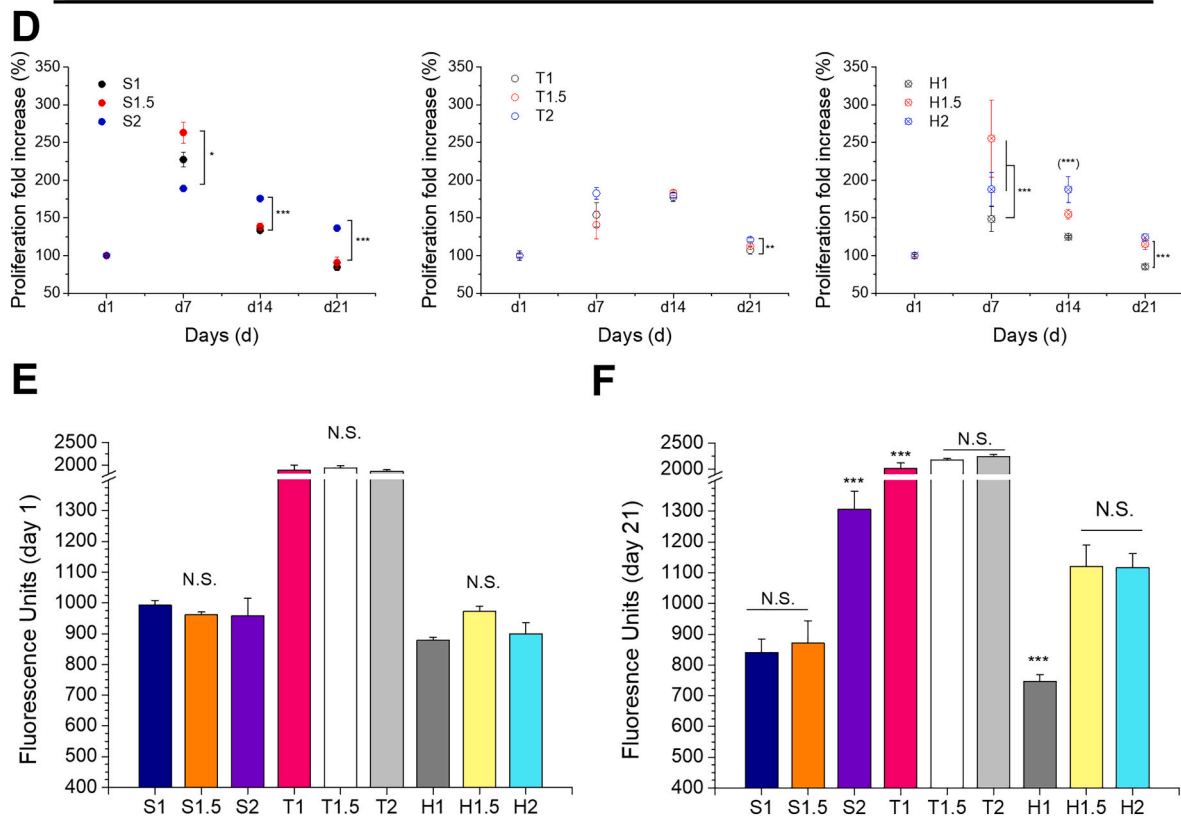 D
Proliferation fold increase (%)
350
300
250
200
150
100
50
S1
S1.5
S2
*
***
***
d1 d7 d14 d21
Days (d)
Proliferation fold increase (%)
350
300
250
200
150
100
50
T1
T1.5
T2
**
d1 d7 d14 d21
Days (d)
Proliferation fold increase (%)
350
300
250
200
150
100
50
H1
H1.5
H2
***
(***)
***
d1 d7 d14 d21
Days (d)
E
Fluorescence Units (day 1)
2500
2000
1300
1200
1100
1000
900
800
700
600
500
400
N.S.
N.S.
N.S.
S1 S1.5 S2 T1 T1.5 T2 H1 H1.5 H2
F
Fluoresnce Units (day 21)
2500
2000
1300
1200
1100
1000
900
800
700
600
500
400
N.S.
***
***
N.S.
***
N.S.
S1 S1.5 S2 T1 T1.5 T2 H1 H1.5 H2